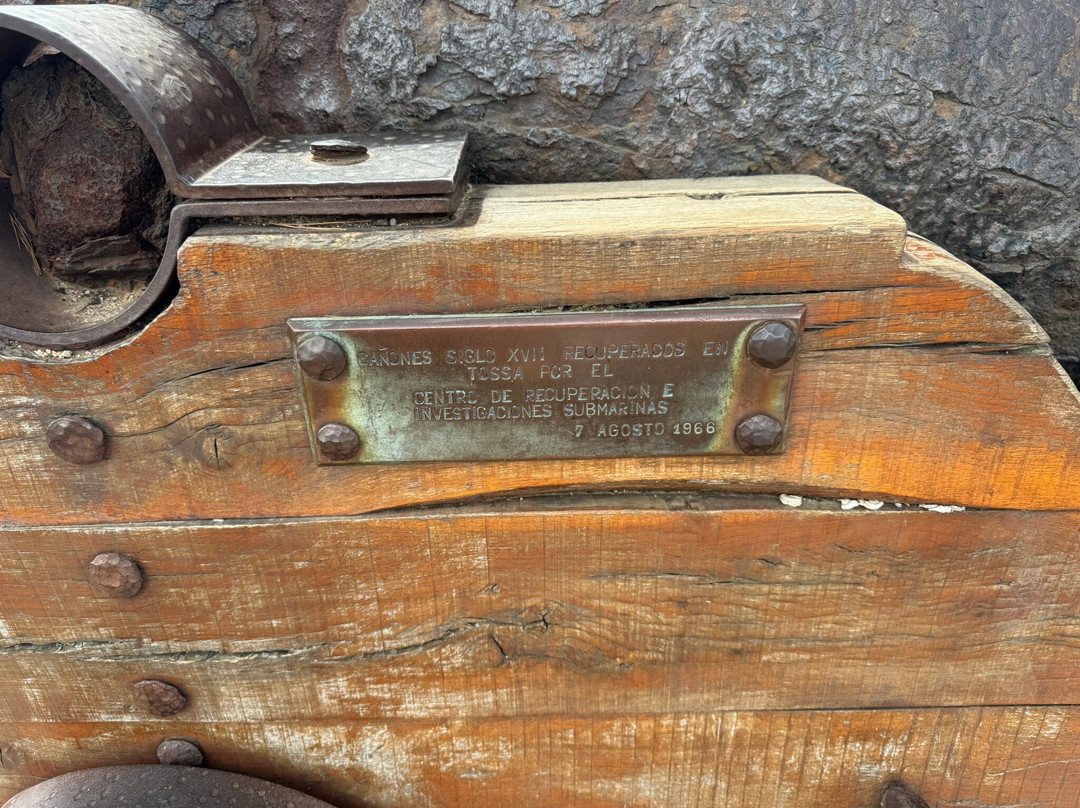 CAÑONES SIGLO XVII RECUPERADOS EN
TOSSA POR EL
CENTRO DE RECUPERACION E
INVESTIGACIONES SUBMARINAS
7 AGOSTO 1966